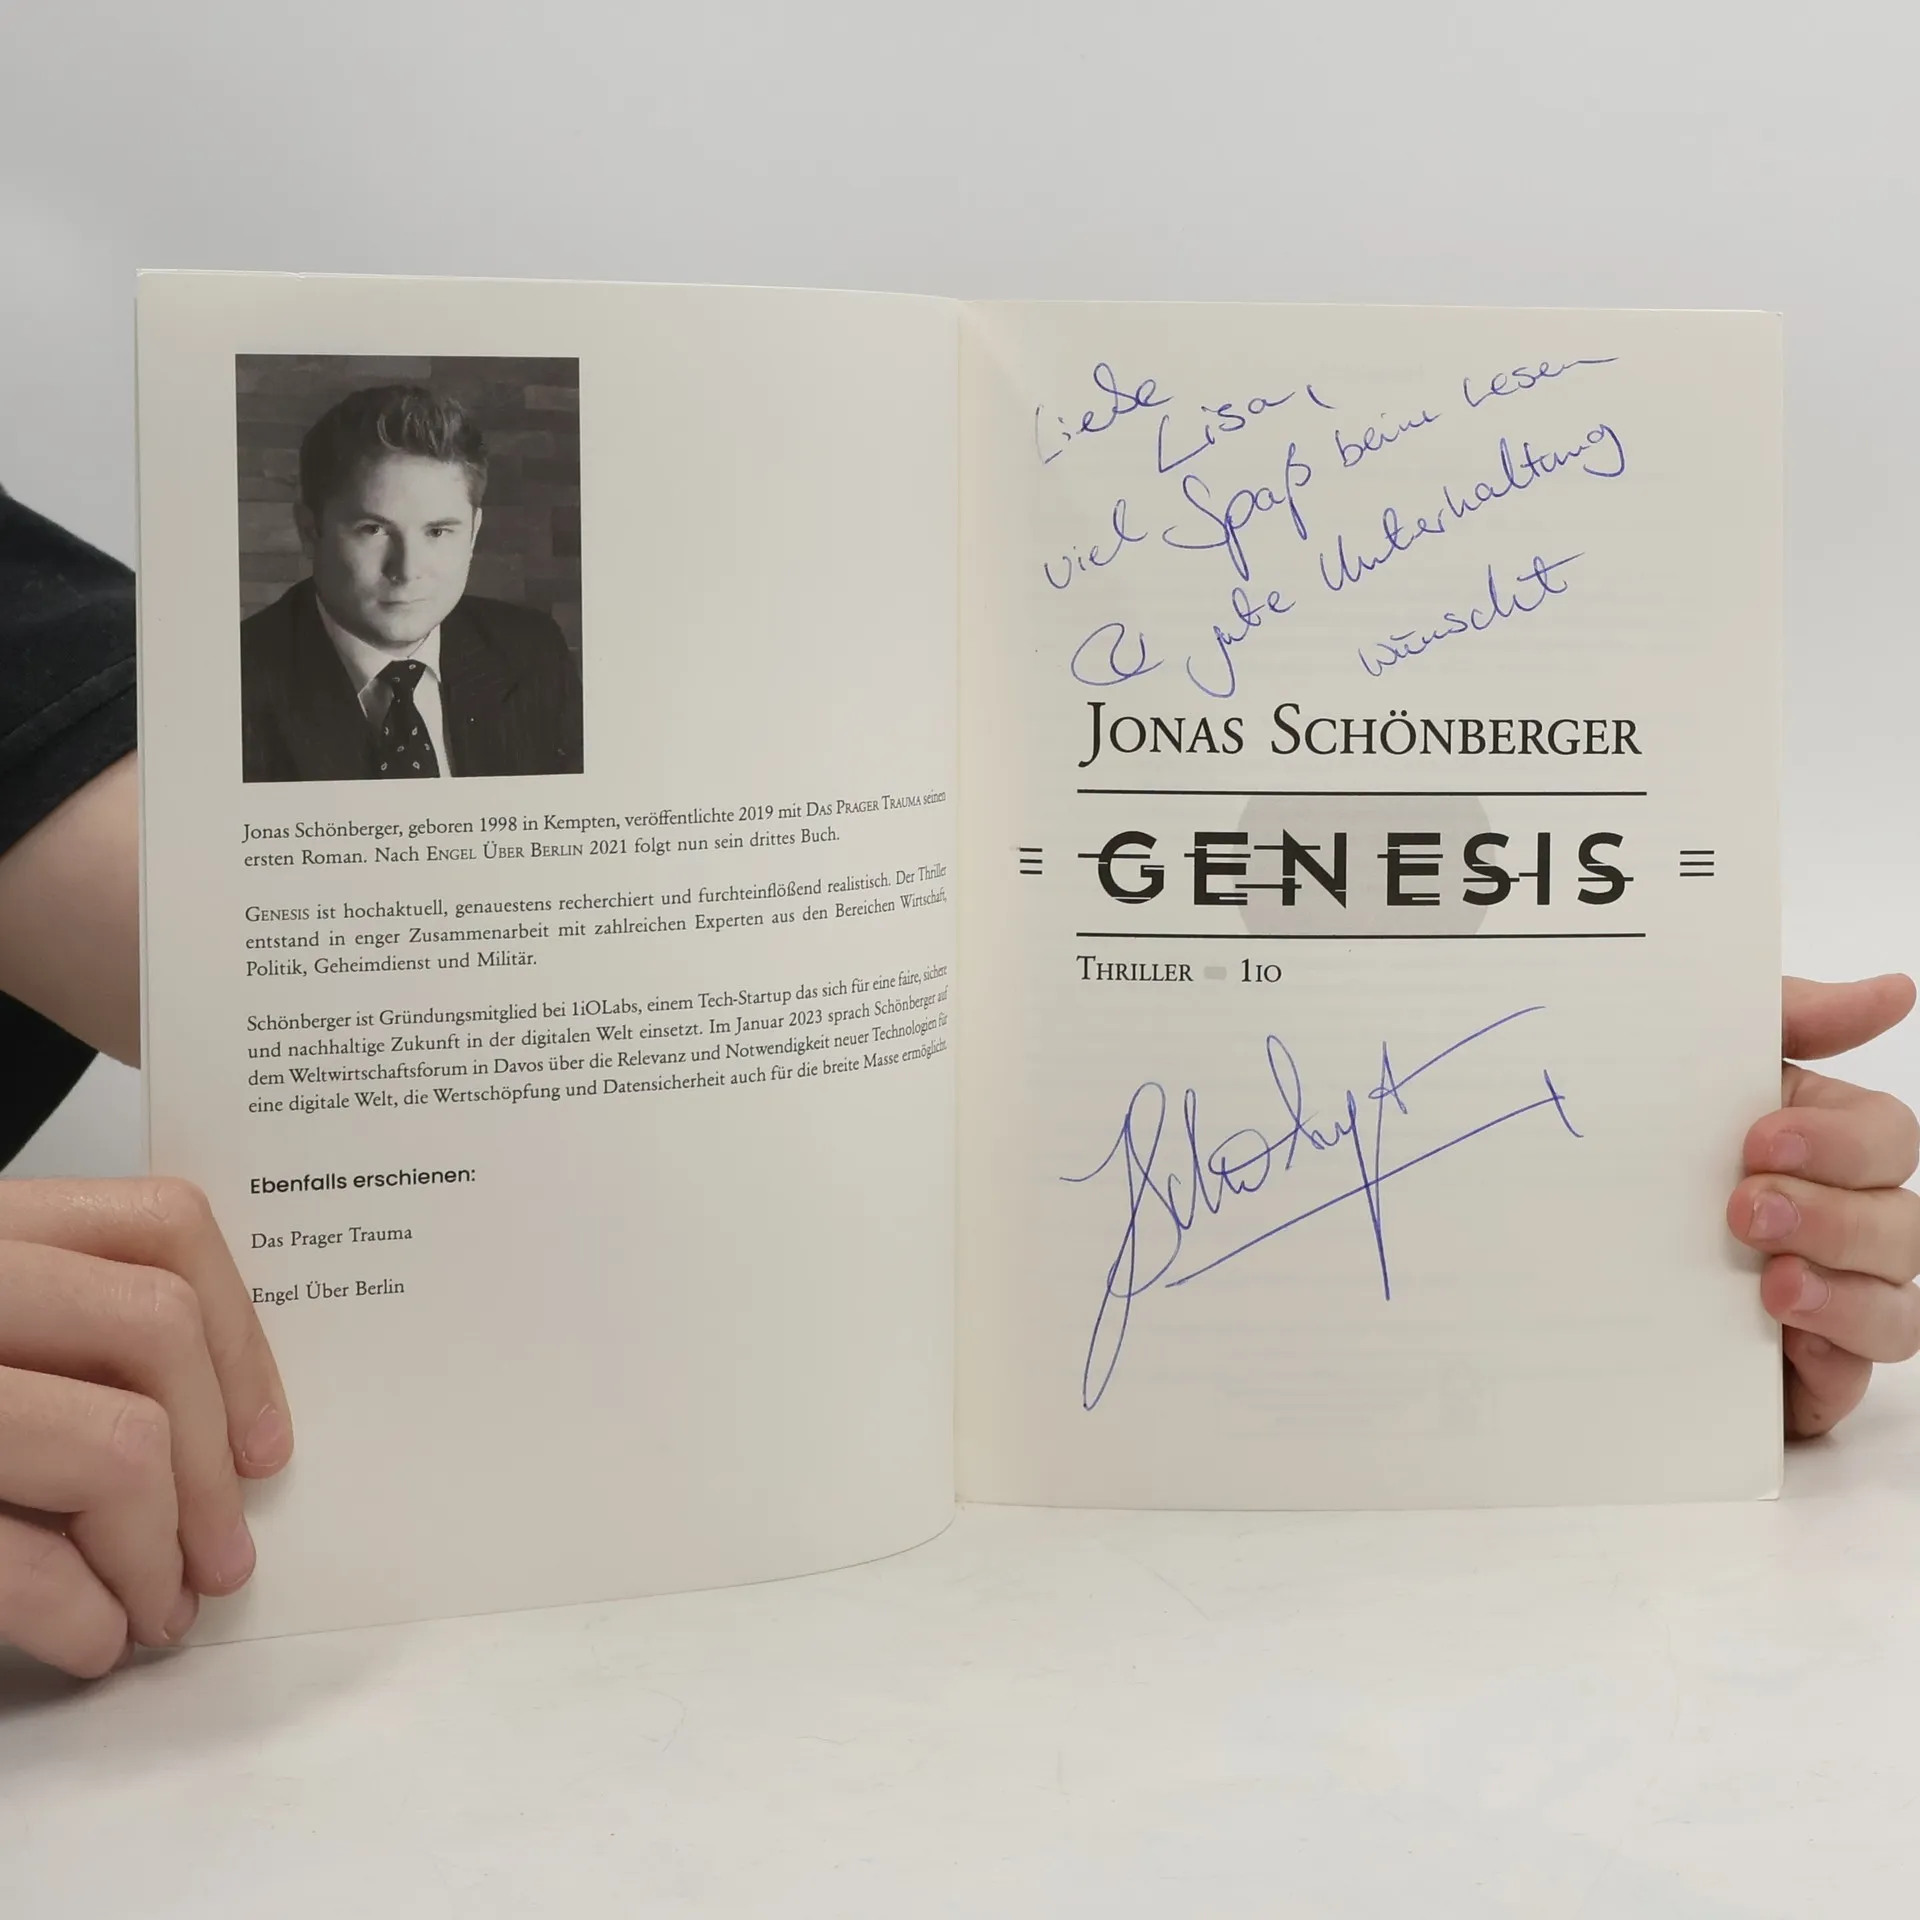 Jonas Schönberger, geboren 1998 in Kempten, veröffentlichte 2019 mit Das Prager Trauma seinen
ersten Roman. Nach Engel Über Berlin 2021 folgt nun sein drittes Buch.
Genesis ist hochaktuell, genauestens recherchiert und furchteinflößend realistisch. Der Thriller
entstand in enger Zusammenarbeit mit zahlreichen Experten aus den Bereichen Wirtschaft,
Politik, Geheimdienst und Militär.
Schönberger ist Gründungsmitglied bei 1iOLabs, einem Tech-Startup das sich für eine faire, sichere
und nachhaltige Zukunft in der digitalen Welt einsetzt. Im Januar 2023 sprach Schönberger auf
dem Weltwirtschaftsforum in Davos über die Relevanz und Notwendigkeit neuer Technologien für
eine digitale Welt, die Wertschöpfung und Datensicherheit auch für die breite Masse ermöglicht.
Ebenfalls erschienen:
Das Prager Trauma
Engel Über Berlin
Liebe Lisa,
viel Spaß beim Lesen
& gute Unterhaltung
wünscht
Jonas Schönberger
GENESIS
Thriller 1io